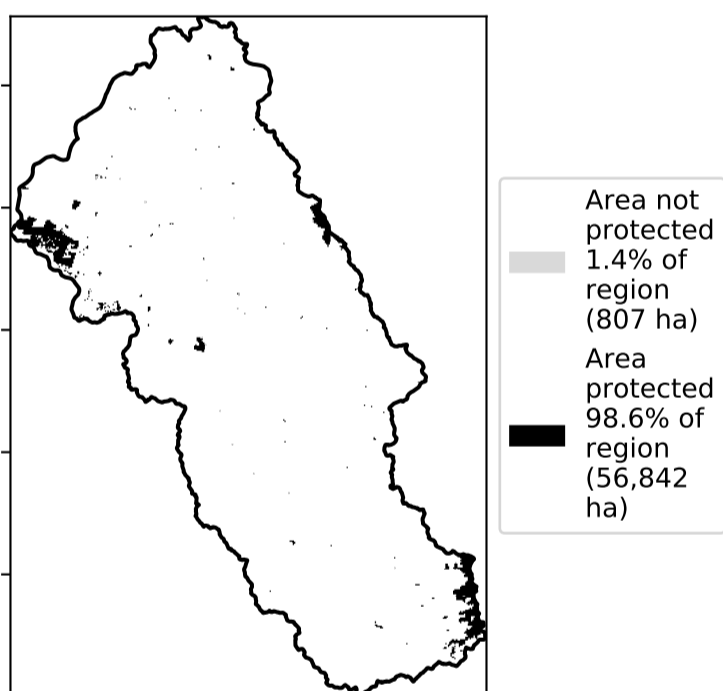 Area not
protected
1.4% of
region
(807 ha)
Area
protected
98.6% of
region
(56,842
ha)